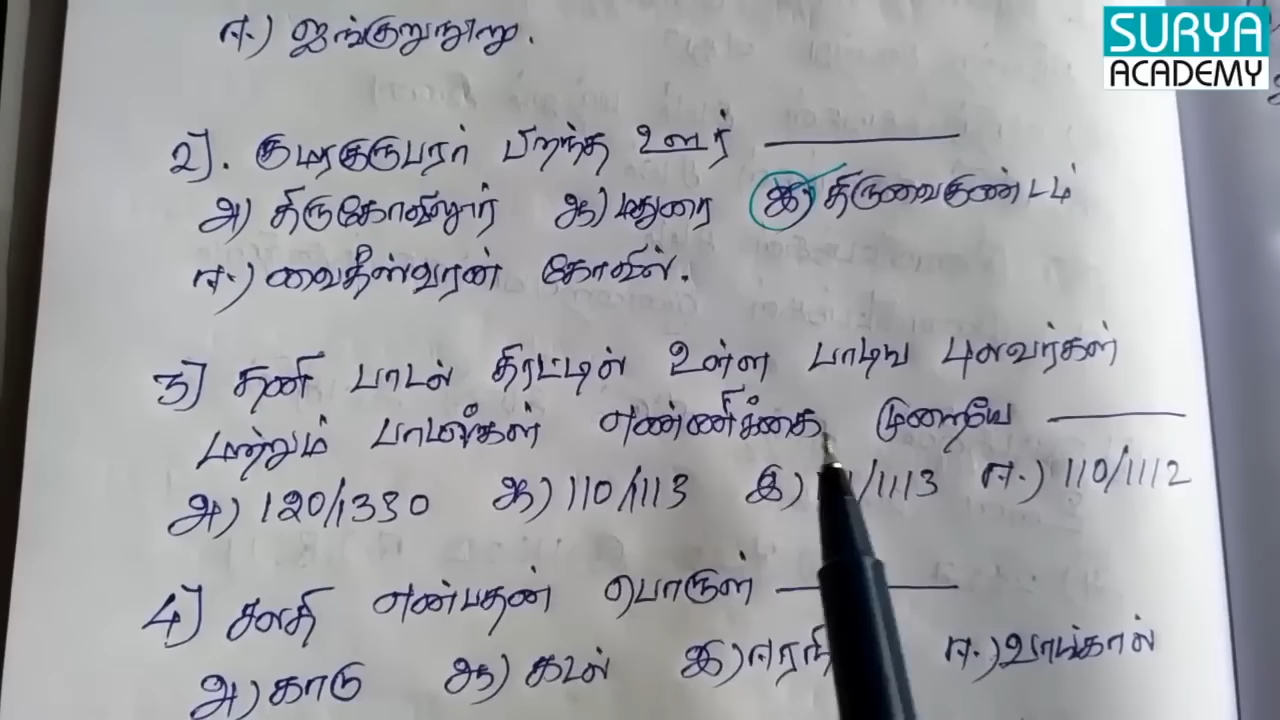 ஈ.) ஐங்குறுநூறு.
SURYA
ACADEMY
2]. குமரகுருபரர் பிறந்த ஊர் ______
அ) திருகோவிலூர் ஆ) மதுரை இ) திருவைகுண்டம்
ஈ.) வைதீஸ்வரன் கோவில்.
3] தனி பாடல் திரட்டில் உள்ள பாடிய புலவர்கள்
மற்றும் பாடல்கள் எண்ணிக்கை முறையே ______
அ) 120/1330 ஆ) 110/113 இ) /1113 ஈ.) 110/1112
4] சலதி என்பதன் பொருள் ______
அ) காடு ஆ) கடல் இ) ஈ.) வாய்கால்